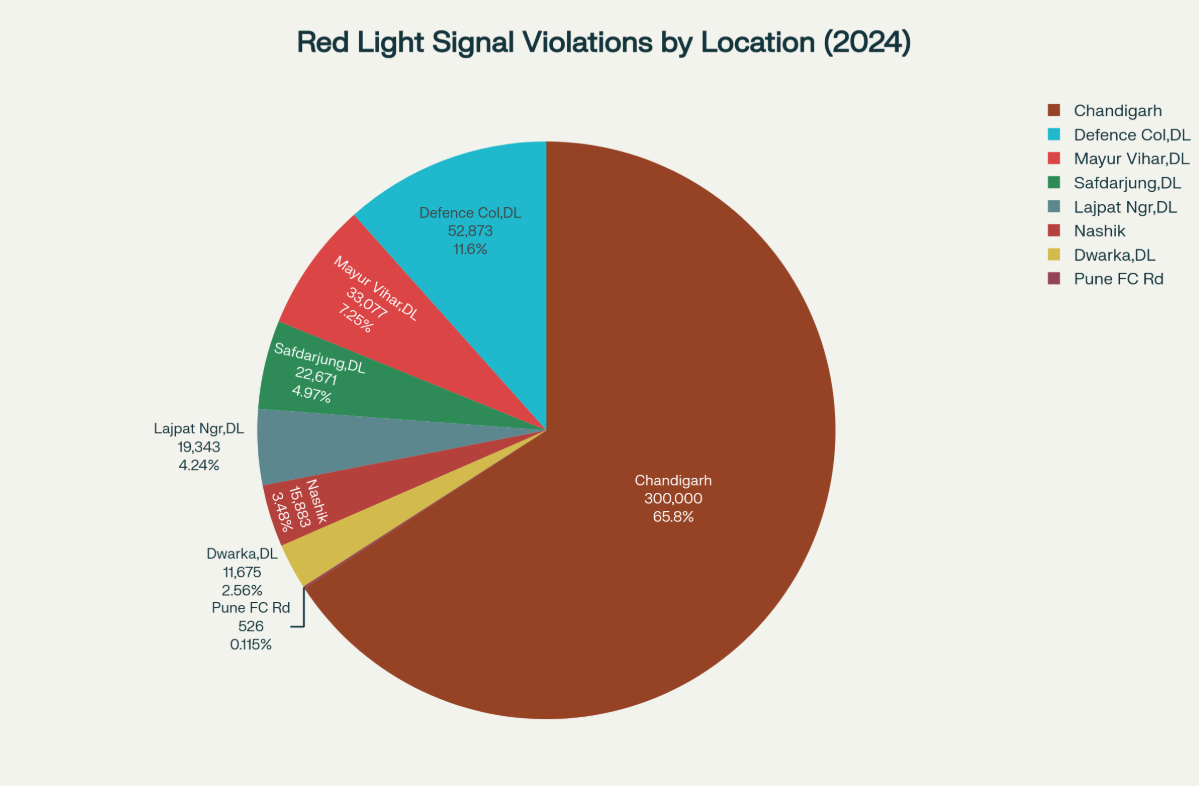 Red Light Signal Violations by Location (2024)
Chandigarh
Defence Col,DL
Mayur Vihar,DL
Safdarjung,DL
Lajpat Ngr,DL
Nashik
Dwarka,DL
Pune FC Rd
Defence Col,DL
52,873
11.6%
Mayur Vihar,DL
33,077
7.25%
Safdarjung,DL
22,671
4.97%
Lajpat Ngr,DL
19,343
4.24%
Nashik
15,883
3.48%
Dwarka,DL
11,675
2.56%
Pune FC Rd
526
0.115%
Chandigarh
300,000
65.8%